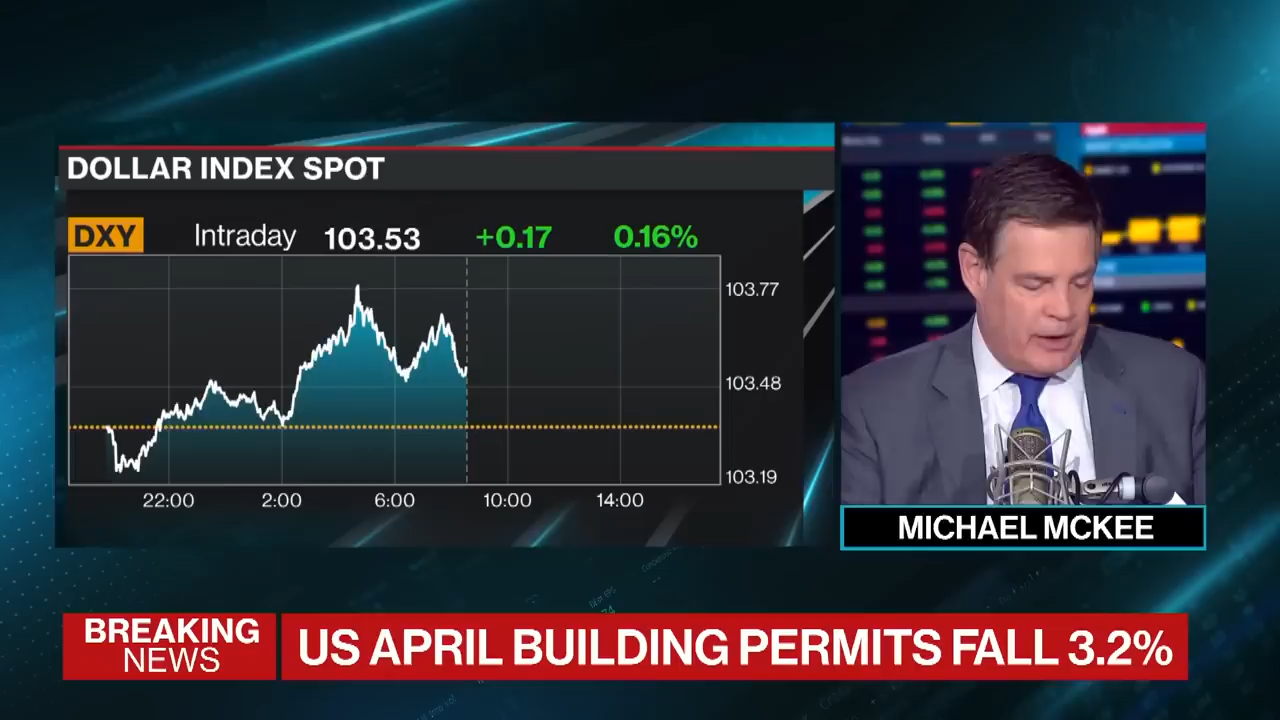 DOLLAR INDEX SPOT
DXY Intraday 103.53 +0.17 0.16%
103.77
103.48
103.19
22:00 2:00 6:00 10:00 14:00
MICHAEL MCKEE
BREAKING
NEWS
US APRIL BUILDING PERMITS FALL 3.2%